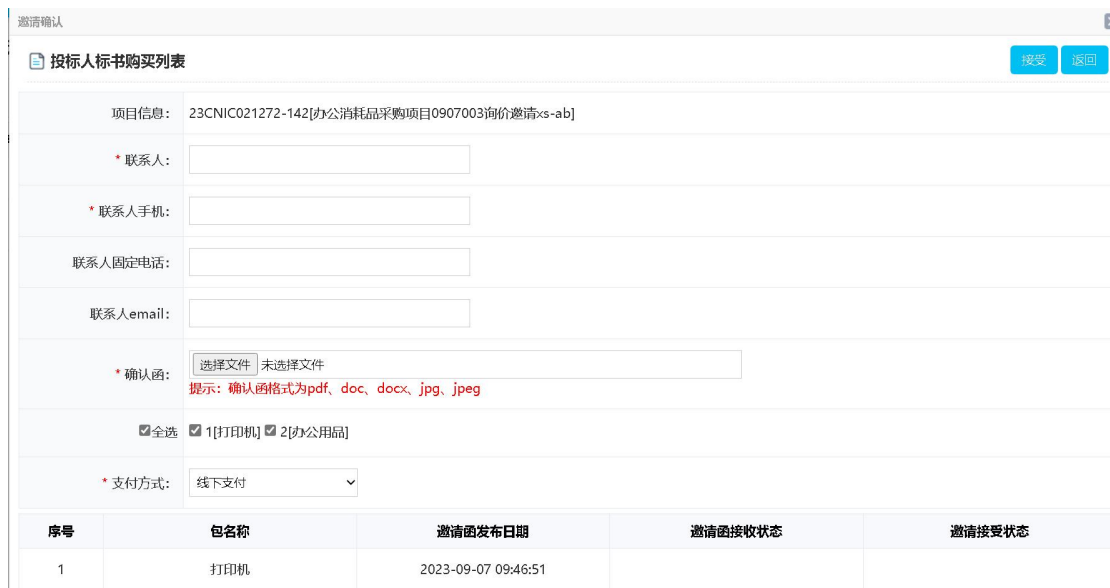 邀请确认
投标人标书购买列表 接受 返回
项目信息： 23CNIC021272-142[办公消耗品采购项目0907003询价邀请xs-ab]
* 联系人：
* 联系人手机：
联系人固定电话：
联系人email：
* 确认函： 选择文件 未选择文件
提示：确认函格式为pdf、doc、docx、jpg、jpeg
全选 1[打印机] 2[办公用品]
* 支付方式： 线下支付
序号 包名称 邀请函发布日期 邀请函接收状态 邀请接受状态
1 打印机 2023-09-07 09:46:51